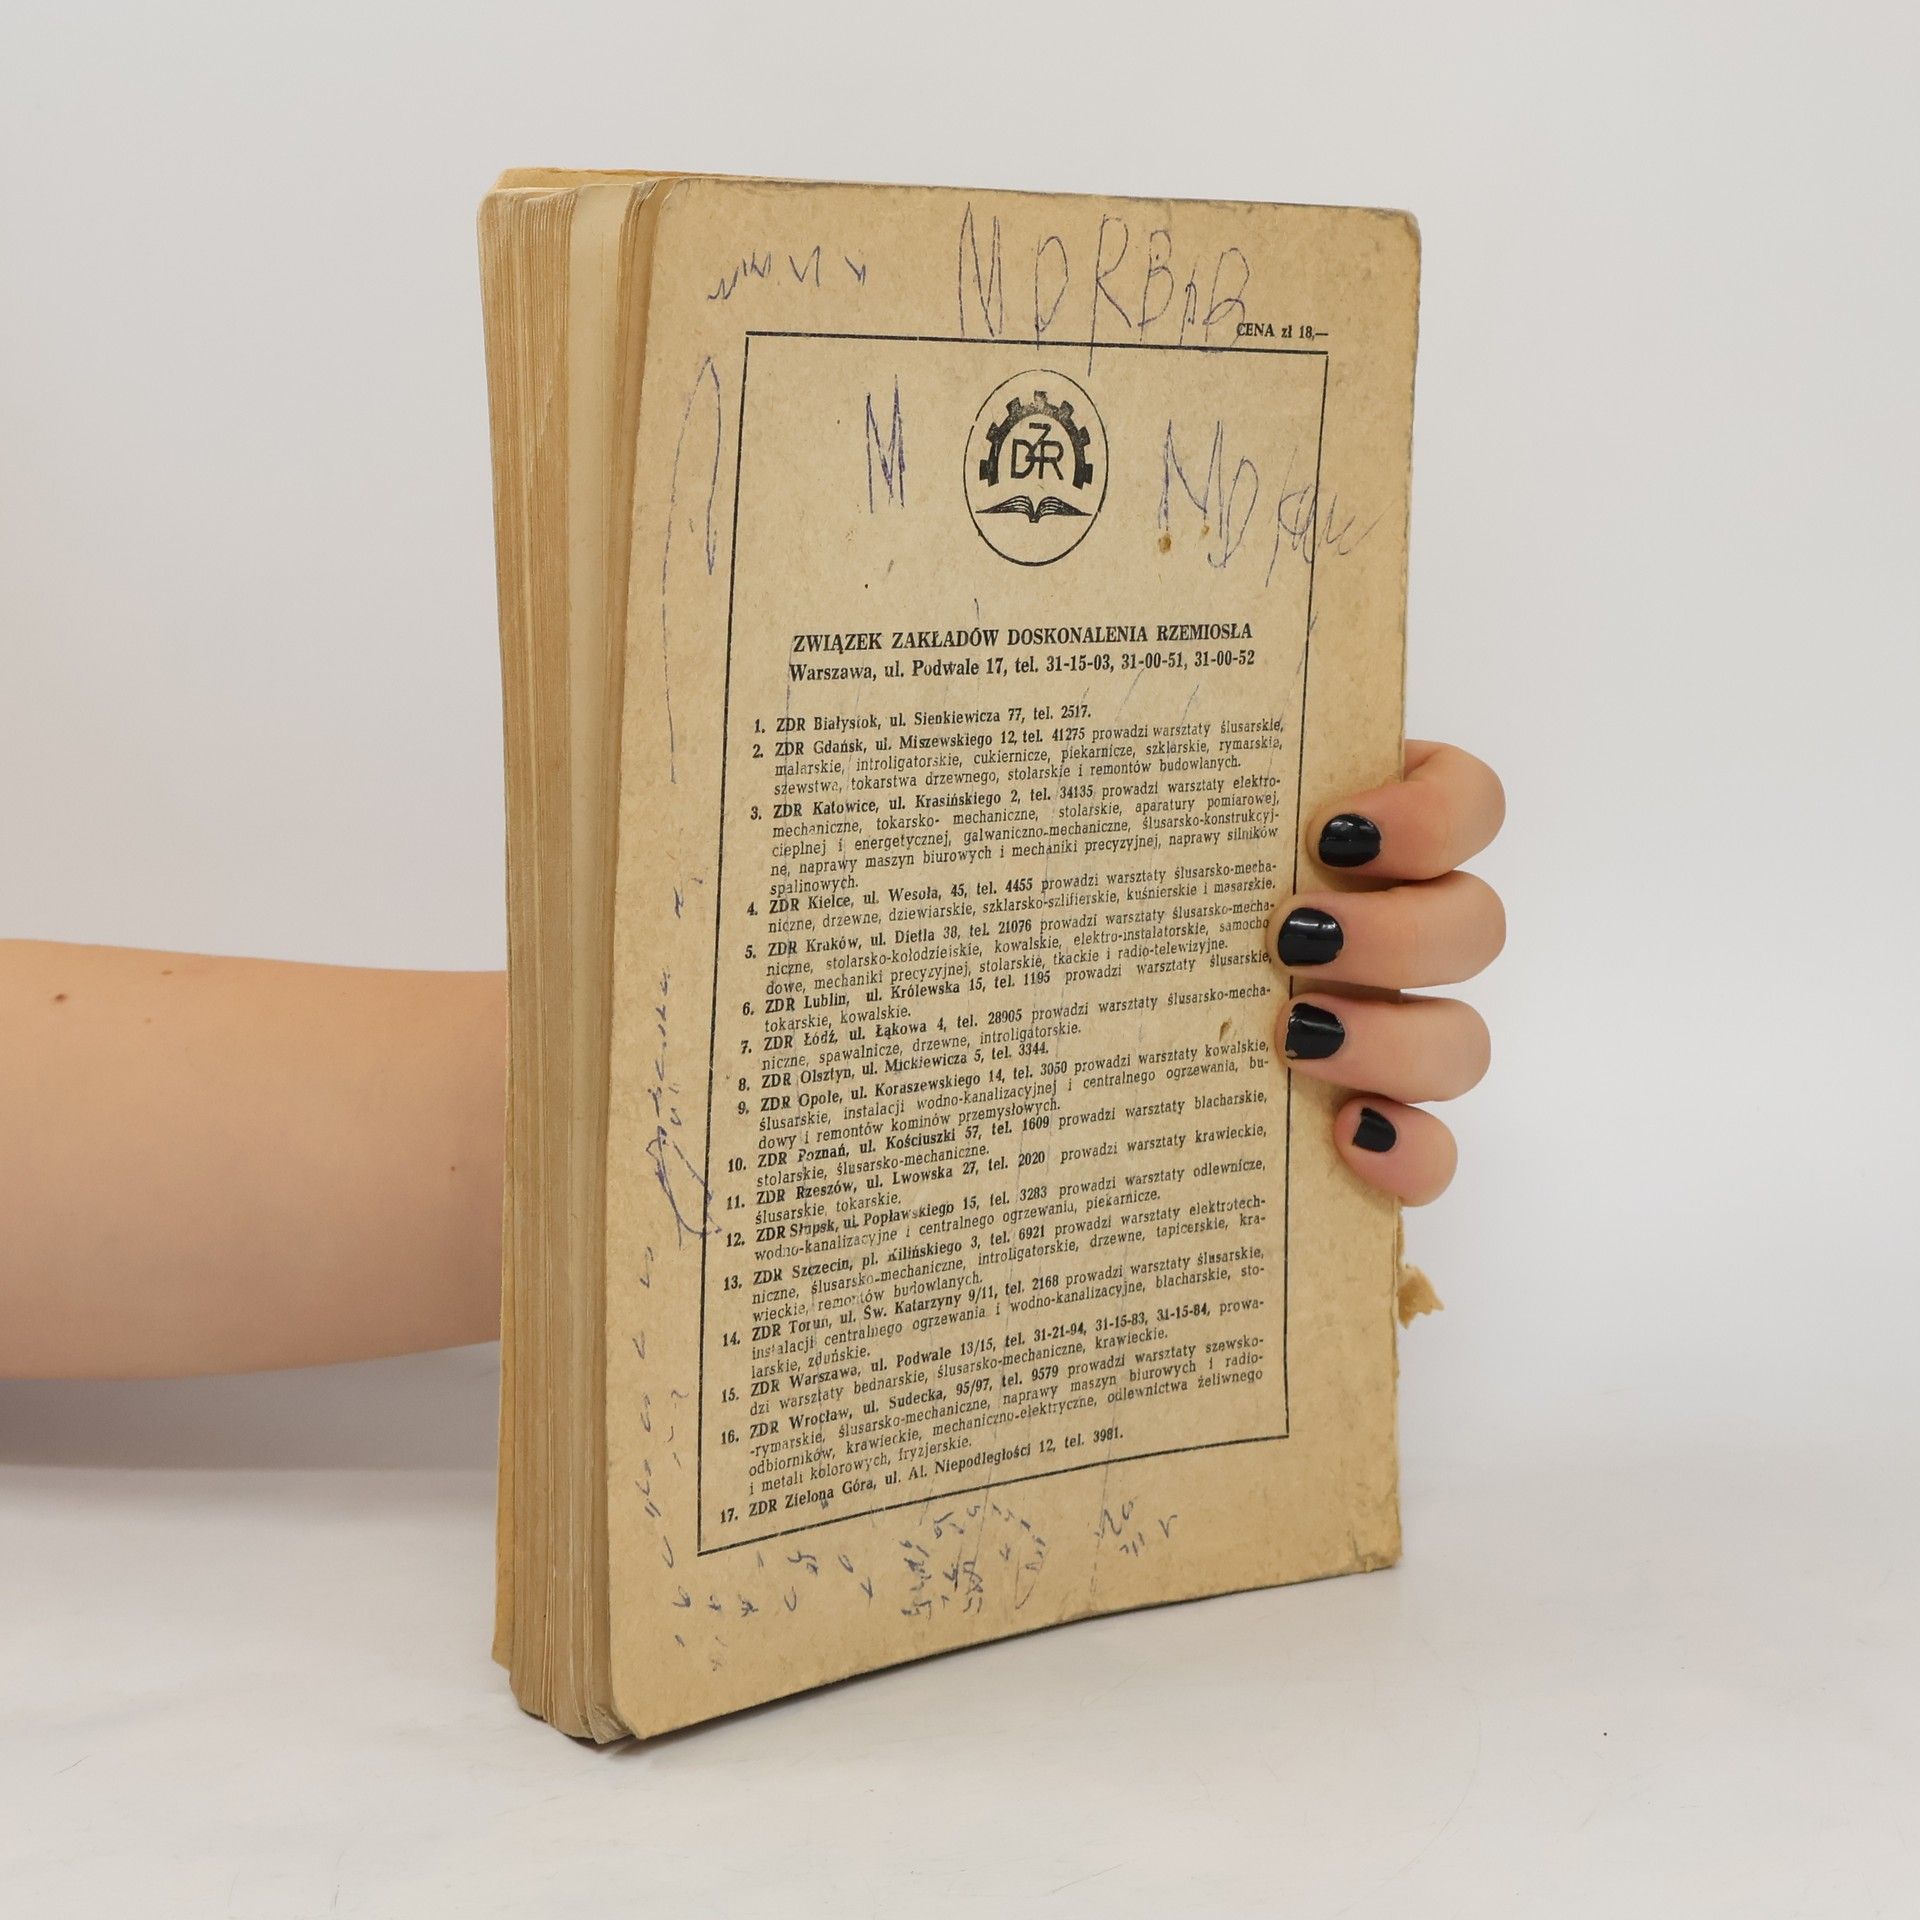 CENA zł 18,—
ZDR
ZWIĄZEK ZAKŁADÓW DOSKONALENIA RZEMIOSŁA
Warszawa, ul. Podwale 17, tel. 31-15-03, 31-00-51, 31-00-52
1. ZDR Białystok, ul. Sienkiewicza 77, tel. 2517.
2. ZDR Gdańsk, ul. Miszewskiego 12, tel. 41275 prowadzi warsztaty ślusarskie,
malarskie, introligatorskie, cukiernicze, piekarnicze, szklarskie, rymarskie,
szewstwa, tokarstwa drzewnego, stolarskie i remontów budowlanych.
3. ZDR Katowice, ul. Krasińskiego 2, tel. 34135 prowadzi warsztaty elektro-
mechaniczne, tokarsko- mechaniczne, stolarskie, aparatury pomiarowej,
cieplnej i energetycznej, galwaniczno-mechaniczne, ślusarsko-konstrukcyj-
ne, naprawy maszyn biurowych i mechaniki precyzyjnej, naprawy silników
spalinowych.
4. ZDR Kielce, ul. Wesoła, 45, tel. 4455 prowadzi warsztaty ślusarsko-mecha-
niczne, drzewne, dziewiarskie, szklarsko-szlifierskie, kuśnierskie i masarskie.
5. ZDR Kraków, ul. Dietla 38, tel. 21076 prowadzi warsztaty ślusarsko-mecha-
niczne, stolarsko-kołodziejskie, kowalskie, elektro-instalatorskie, samocho
dowe, mechaniki precyzyjnej, stolarskie, tkackie i radio-telewizyjne.
6. ZDR Lublin, ul. Królewska 15, tel. 1195 prowadzi warsztaty ślusarskie,
tokarskie, kowalskie.
7. ZDR Łódź, ul. Łąkowa 4, tel. 28905 prowadzi warsztaty ślusarsko-mecha-
niczne, spawalnicze, drzewne, introligatorskie.
8. ZDR Olsztyn, ul. Mickiewicza 5, tel. 3344.
9. ZDR Opole, ul. Koraszewskiego 14, tel. 3050 prowadzi warsztaty kowalskie,
ślusarskie, instalacji wodno-kanalizacyjnej i centralnego ogrzewania, bu-
dowy i remontów kominów przemysłowych.
10. ZDR Poznań, ul. Kościuszki 57, tel. 1609 prowadzi warsztaty blacharskie,
stolarskie, ślusarsko-mechaniczne.
11. ZDR Rzeszów, ul. Lwowska 27, tel. 2020 prowadzi warsztaty krawieckie,
ślusarskie, tokarskie.
12. ZDR Słupsk, ul. Popławskiego 15, tel. 3283 prowadzi warsztaty odlewnicze,
wodno-kanalizacyjne i centralnego ogrzewania, piekarnicze.
13. ZDR Szczecin, pl. Kilińskiego 3, tel. 6921 prowadzi warsztaty elektrotech-
niczne, ślusarsko-mechaniczne, introligatorskie, drzewne, tapicerskie, kra-
wieckie, remontów budowlanych.
14. ZDR Toruń, ul. Św. Katarzyny 9/11, tel. 2168 prowadzi warsztaty ślusarskie,
instalacji centralnego ogrzewania i wodno-kanalizacyjne, blacharskie, sto-
larskie, zduńskie.
15. ZDR Warszawa, ul. Podwale 13/15, tel. 31-21-94, 31-15-83, 31-15-84, prowa-
dzi warsztaty bednarskie, ślusarsko-mechaniczne, krawieckie.
16. ZDR Wrocław, ul. Sudecka, 95/97, tel. 9579 prowadzi warsztaty szewsko-
-rymarskie, ślusarsko-mechaniczne, naprawy maszyn biurowych i radio-
odbiorników, krawieckie, mechaniczno-elektryczne, odlewnictwa żeliwnego
i metali kolorowych, fryzjerskie.
17. ZDR Zielona Góra, ul. Al. Niepodległości 12, tel. 3981.